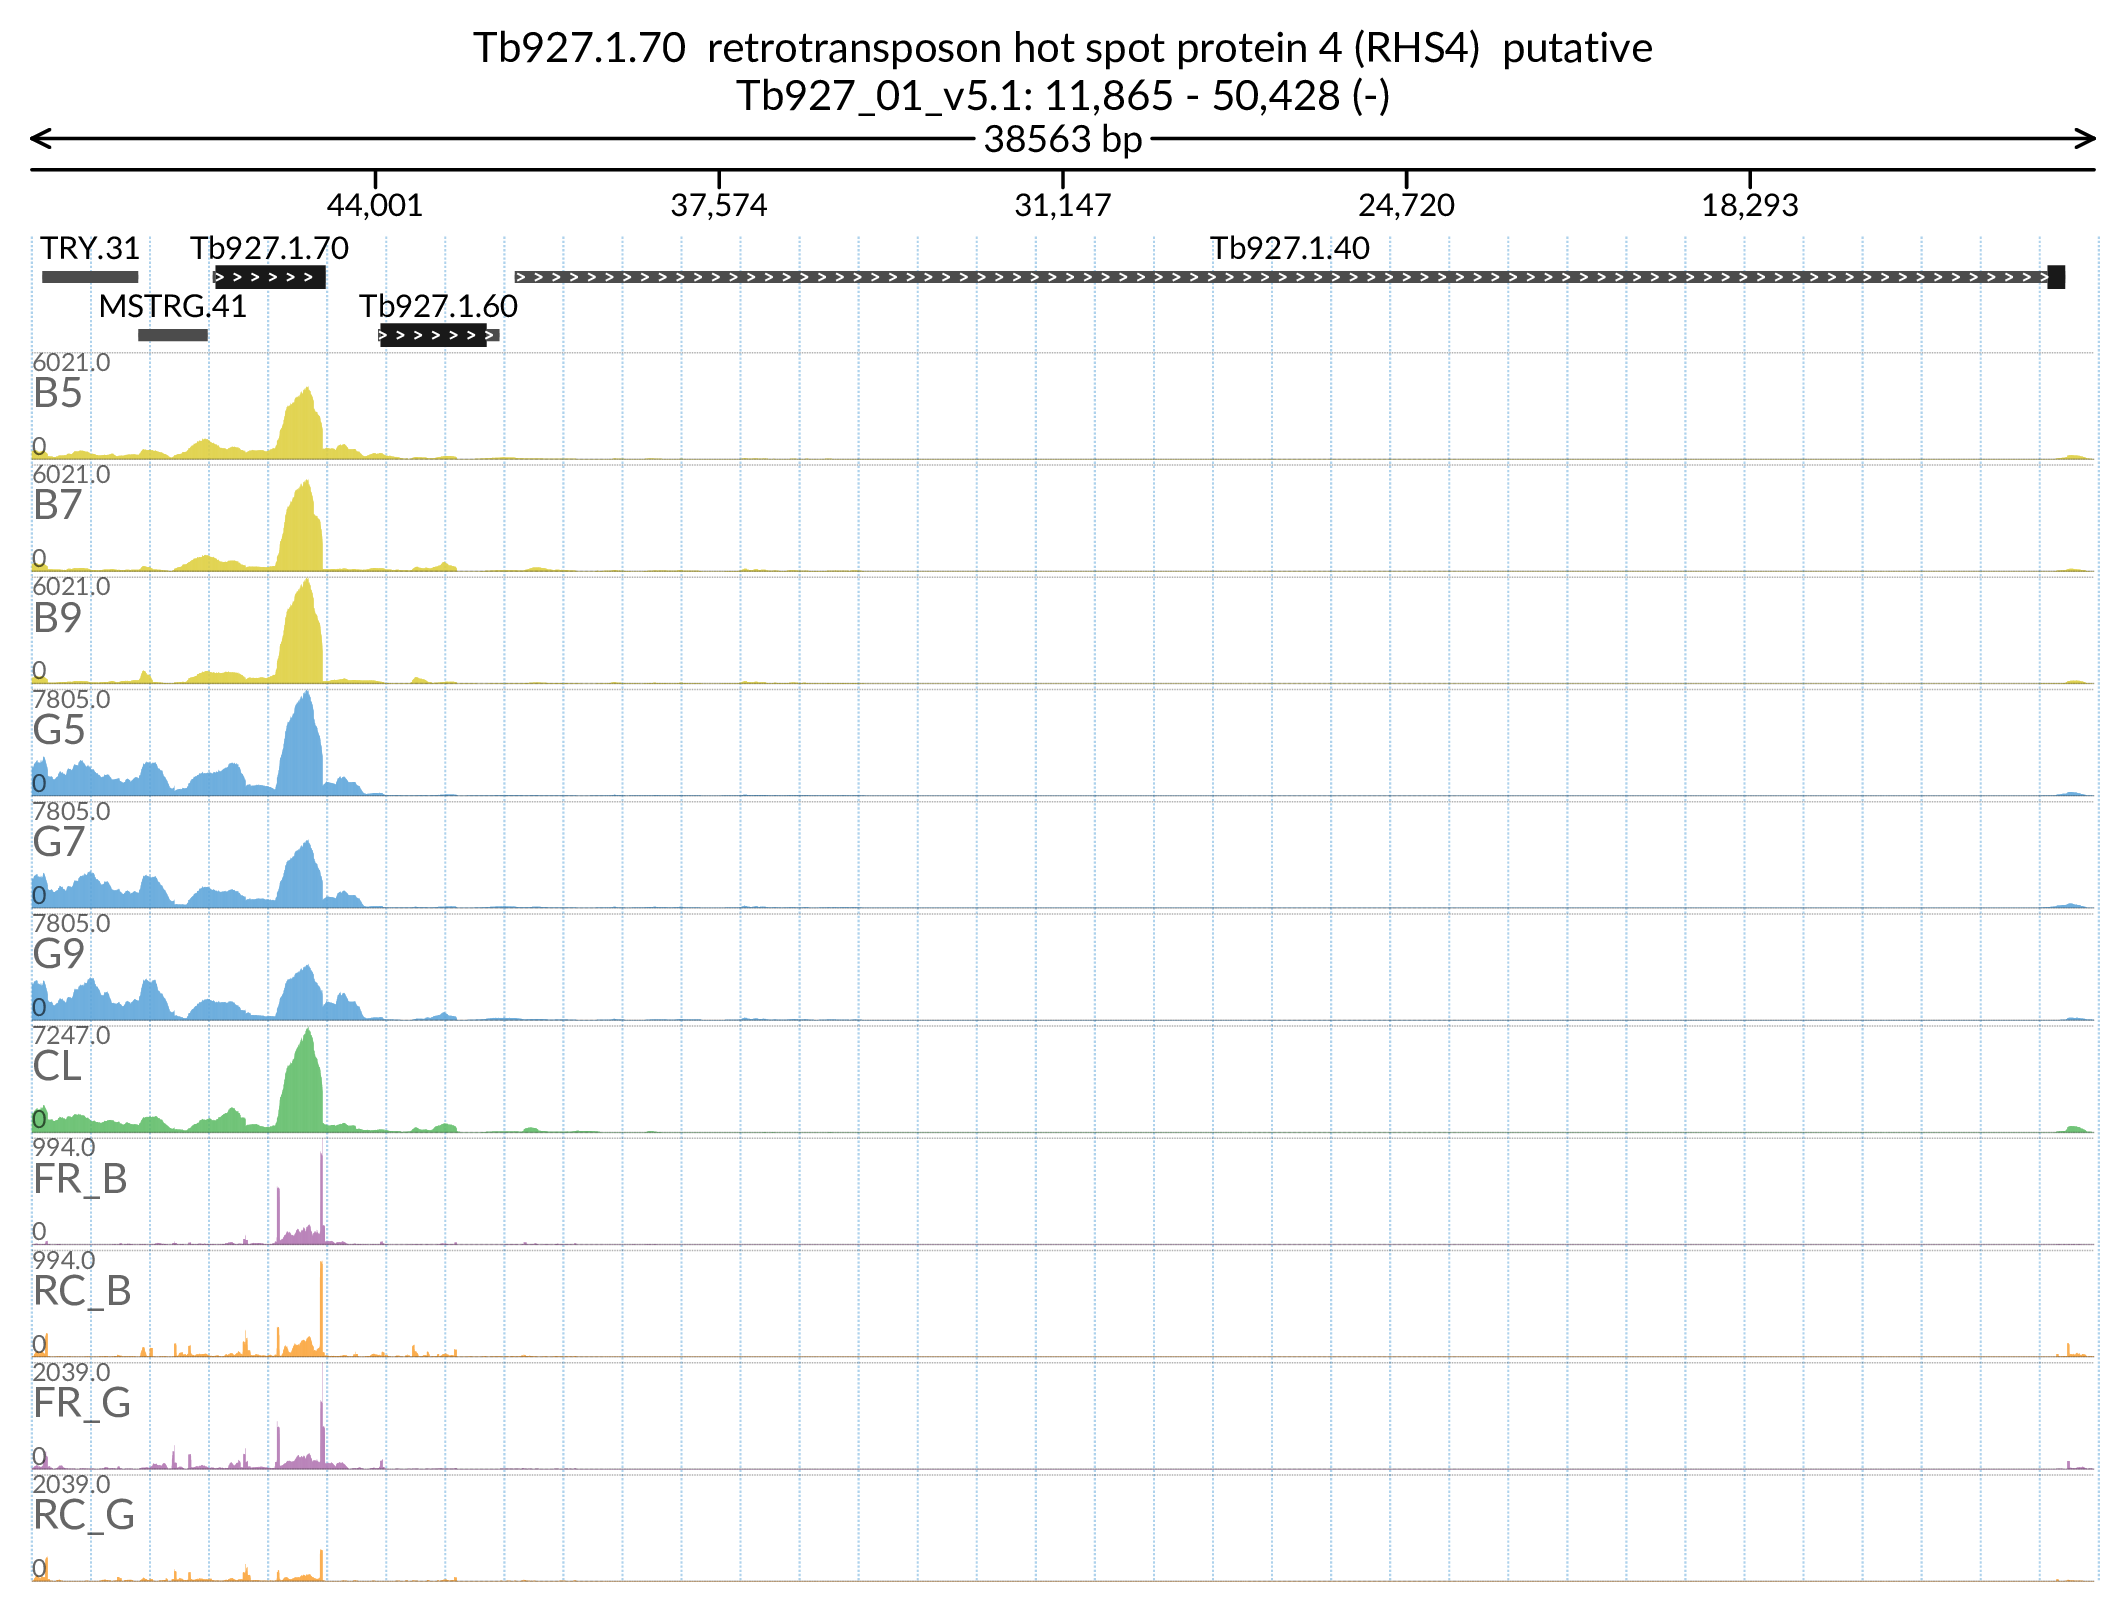 Tb927.1.70  retrotransposon hot spot protein 4 (RHS4)  putative
Tb927_01_v5.1: 11,865 - 50,428 (-)
38563 bp
44,001 37,574 31,147 24,720 18,293
TRY.31 Tb927.1.70 Tb927.1.40
MSTRG.41 Tb927.1.60
6021.0
B5
0
6021.0
B7
0
6021.0
B9
0
7805.0
G5
0
7805.0
G7
0
7805.0
G9
0
7247.0
CL
0
994.0
FR_B
0
994.0
RC_B
0
2039.0
FR_G
0
2039.0
RC_G
0